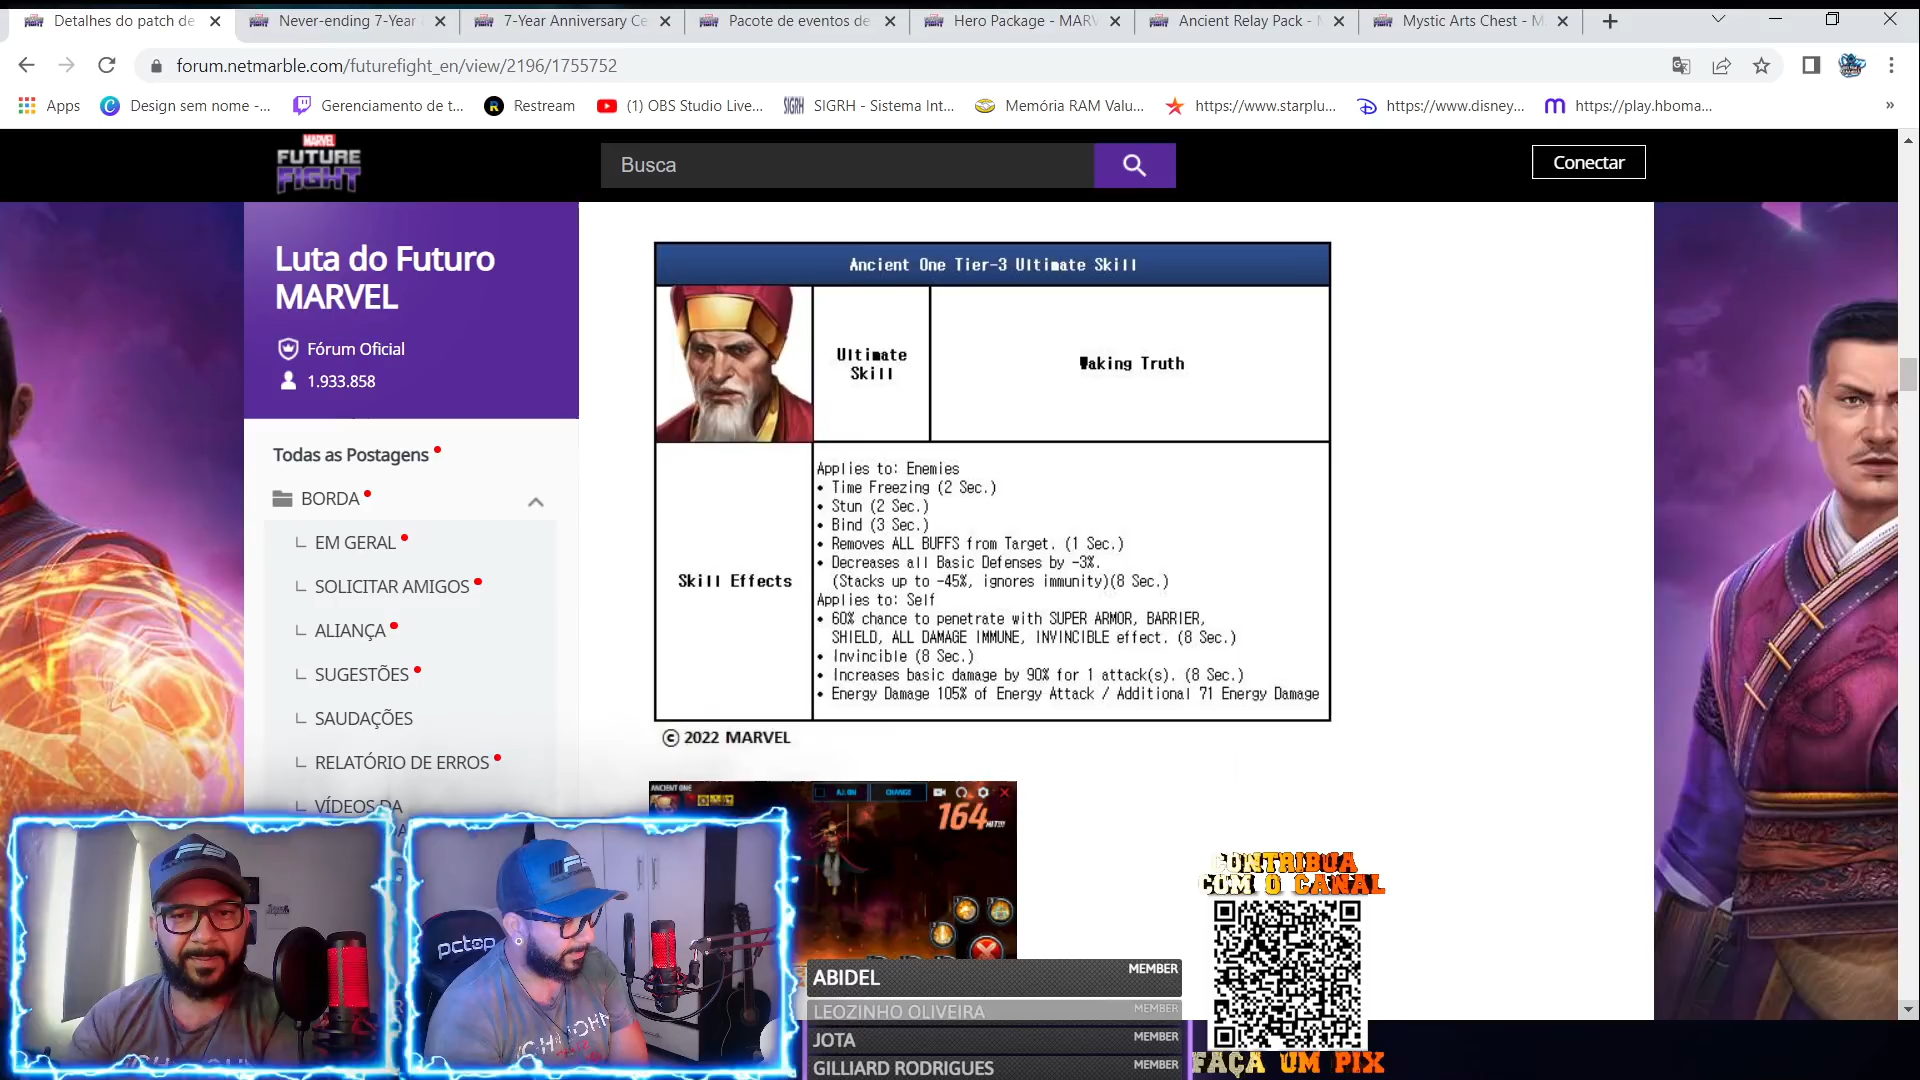 Detalhes do patch de
Never-ending 7-Year
7-Year Anniversary Ce
Pacote de eventos de
Hero Package - MARV
Ancient Relay Pack -
Mystic Arts Chest - M
forum.netmarble.com/futurefight_en/view/2196/1755752
Apps
Design sem nome -...
Gerenciamento de t...
Restream
(1) OBS Studio Live...
SIGRH - Sistema Int...
Memória RAM Valu...
https://www.starplu...
https://www.disney...
https://play.hboma...
MARVEL
FUTURE
FIGHT
Busca
Conectar
Luta do Futuro
MARVEL
Fórum Oficial
1.933.858
Todas as Postagens
BORDA
EM GERAL
SOLICITAR AMIGOS
ALIANÇA
SUGESTÕES
SAUDAÇÕES
RELATÓRIO DE ERROS
VÍDEOS DA
Ancient One Tier-3 Ultimate Skill
Ultimate
Skill
Waking Truth
Skill Effects
Applies to: Enemies
• Time Freezing (2 Sec.)
• Stun (2 Sec.)
• Bind (3 Sec.)
• Removes ALL BUFFS from Target. (1 Sec.)
• Decreases all Basic Defenses by -3%.
(Stacks up to -45%, ignores immunity)(8 Sec.)
Applies to: Self
• 60% chance to penetrate with SUPER ARMOR, BARRIER,
SHIELD, ALL DAMAGE IMMUNE, INVINCIBLE effect. (8 Sec.)
• Invincible (8 Sec.)
• Increases basic damage by 90% for 1 attack(s). (8 Sec.)
• Energy Damage 105% of Energy Attack / Additional 71 Energy Damage
© 2022 MARVEL
ANCIENT ONE
A.I. ON
CHANGE
164
pctop
ABIDEL
MEMBER
LEOZINHO OLIVEIRA
MEMBER
JOTA
MEMBER
GILLIARD RODRIGUES
MEMBER
CONTRIBUA
COM O CANAL
FAÇA UM PIX